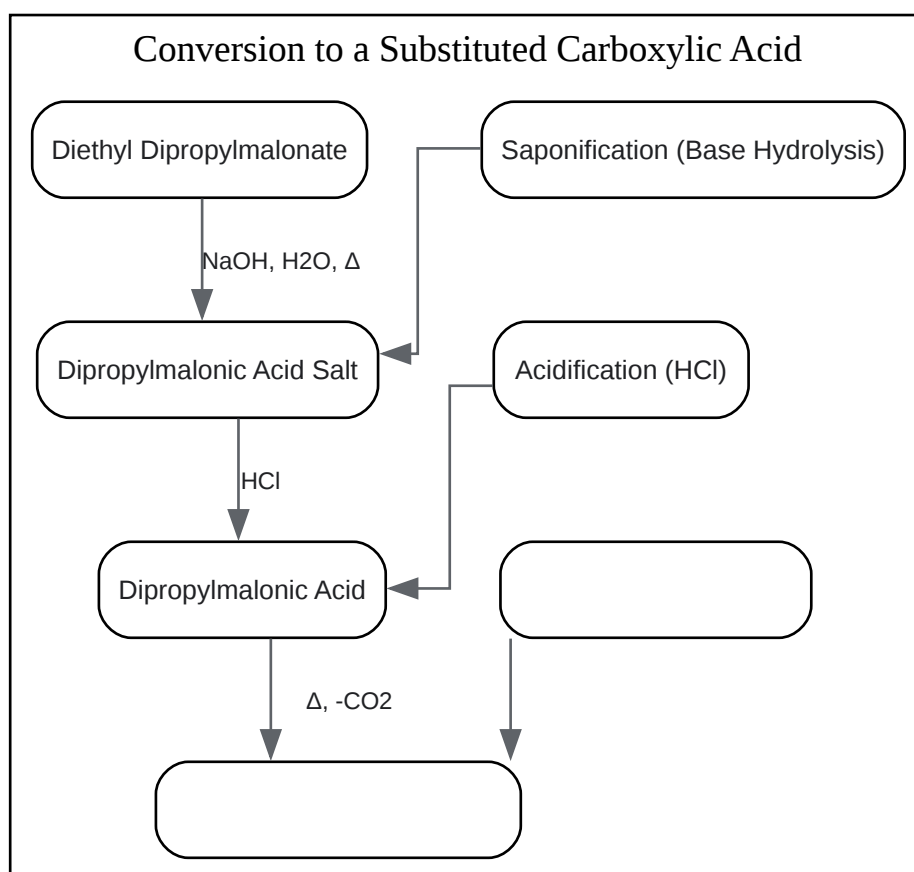 Conversion to a Substituted Carboxylic Acid
Diethyl Dipropylmalonate
Saponification (Base Hydrolysis)
NaOH, H2O, Δ
Dipropylmalonic Acid Salt
Acidification (HCl)
HCl
Dipropylmalonic Acid
Δ, -CO2